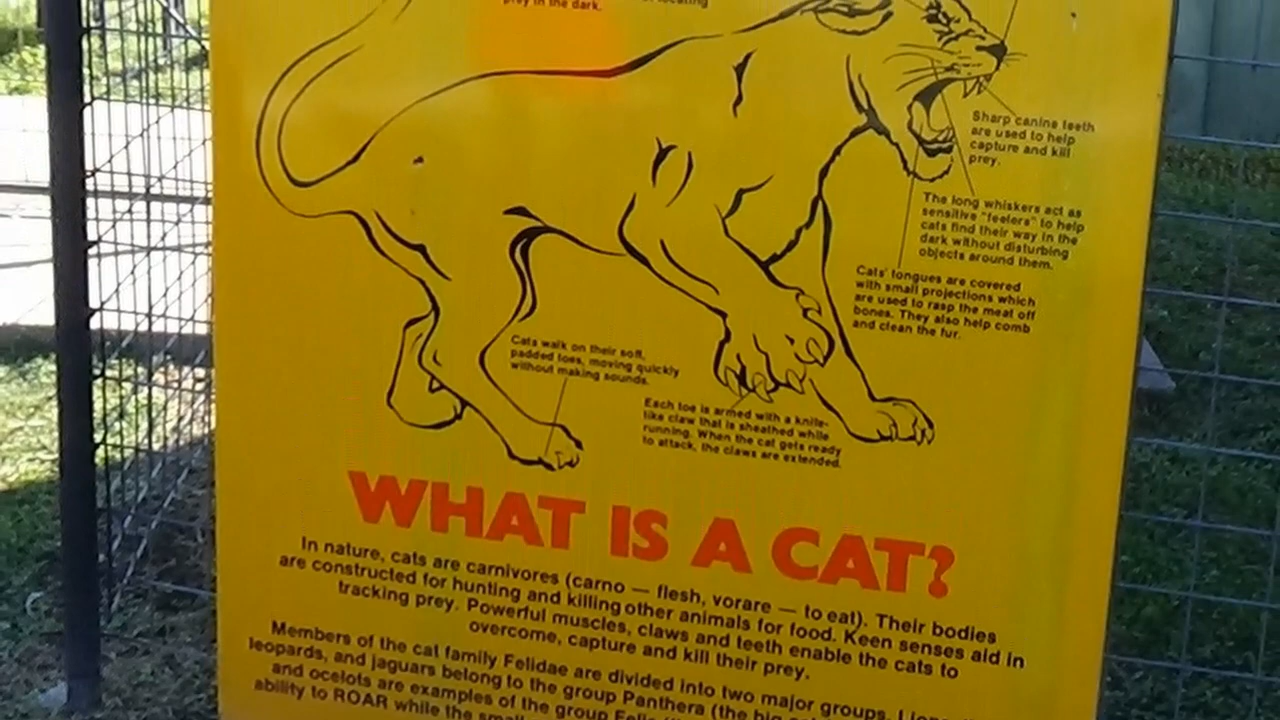 prey in the dark.
locating
Sharp canine teeth
are used to help
capture and kill
prey.
The long whiskers act as
sensitive "feelers" to help
cats find their way in the
dark without disturbing
objects around them.
Cats' tongues are covered
with small projections which
are used to rasp the meat off
bones. They also help comb
and clean the fur.
Cats walk on their soft,
padded toes, moving quickly
without making sounds.
Each toe is armed with a knife-
like claw that is sheathed while
running. When the cat gets ready
to attack, the claws are extended.
WHAT IS A CAT?
In nature, cats are carnivores (carno — flesh, vorare — to eat). Their bodies
are constructed for hunting and killing other animals for food. Keen senses aid in
tracking prey. Powerful muscles, claws and teeth enable the cats to
overcome, capture and kill their prey.
Members of the cat family Felidae are divided into two major groups.
leopards, and jaguars belong to the group Panthera (the big
and ocelots are examples of the group
ability to ROAR while the